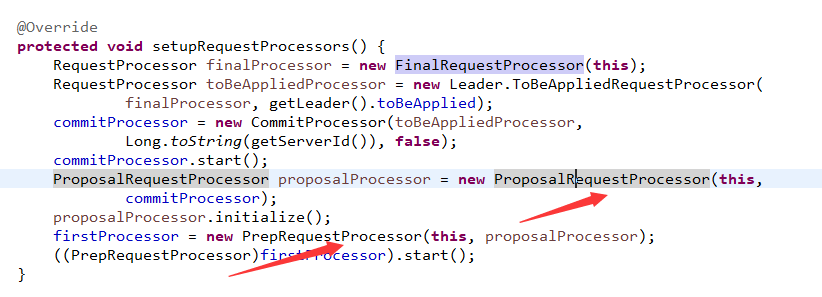 @Override
protected void setupRequestProcessors() {
RequestProcessor finalProcessor = new FinalRequestProcessor(this);
RequestProcessor toBeAppliedProcessor = new Leader.ToBeAppliedRequestProcessor(
finalProcessor, getLeader().toBeApplied);
commitProcessor = new CommitProcessor(toBeAppliedProcessor,
Long.toString(getServerId()), false);
commitProcessor.start();
ProposalRequestProcessor proposalProcessor = new ProposalRequestProcessor(this,
commitProcessor);
proposalProcessor.initialize();
firstProcessor = new PrepRequestProcessor(this, proposalProcessor);
((PrepRequestProcessor)firstProcessor).start();
}